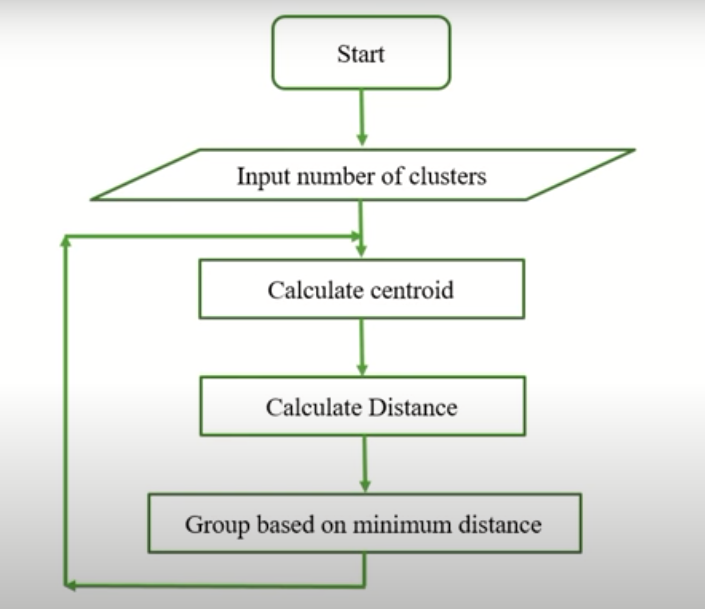 Start
Input number of clusters
Calculate centroid
Calculate Distance
Group based on minimum distance